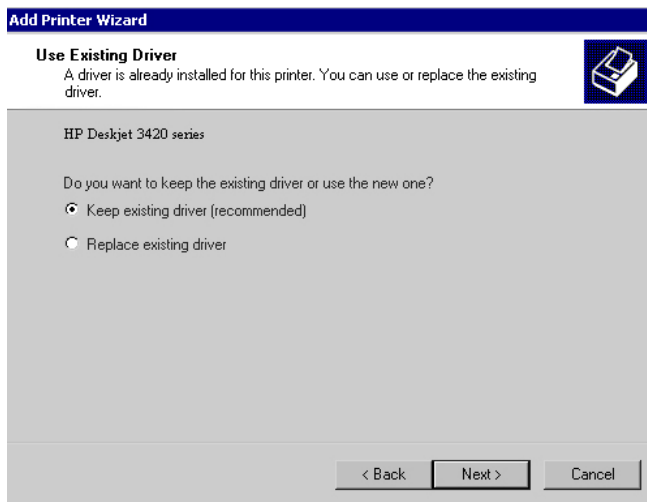 Add Printer Wizard
Use Existing Driver
A driver is already installed for this printer. You can use or replace the existing
driver.
HP Deskjet 3420 series
Do you want to keep the existing driver or use the new one?
Keep existing driver (recommended)
Replace existing driver
< Back Next > Cancel